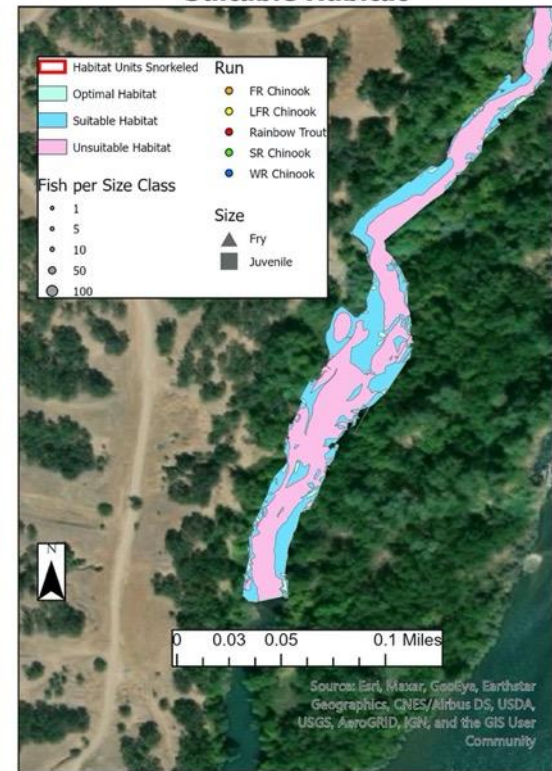 Suitable Habitat
Habitat Units Snorkeled
Optimal Habitat
Suitable Habitat
Unsuitable Habitat
Fish per Size Class
1
5
10
50
100
Run
FR Chinook
LFR Chinook
Rainbow Trout
SR Chinook
WR Chinook
Size
Fry
Juvenile
N
0 0.03 0.05 0.1 Miles
Source: Esri, Maxar, GeoEye, Earthstar
Geographics, CNES/Airbus DS, USDA,
USGS, AeroGRID, IGN, and the GIS User
Community